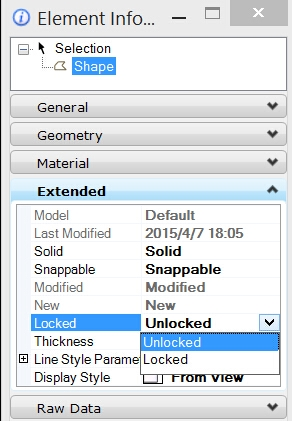 Element Info...
Selection
Shape
General
Geometry
Material
Extended
Model Default
Last Modified 2015/4/7 18:05
Solid Solid
Snappable Snappable
Modified Modified
New New
Locked Unlocked
Thickness Unlocked
Line Style Parame Locked
Display Style From View
Raw Data